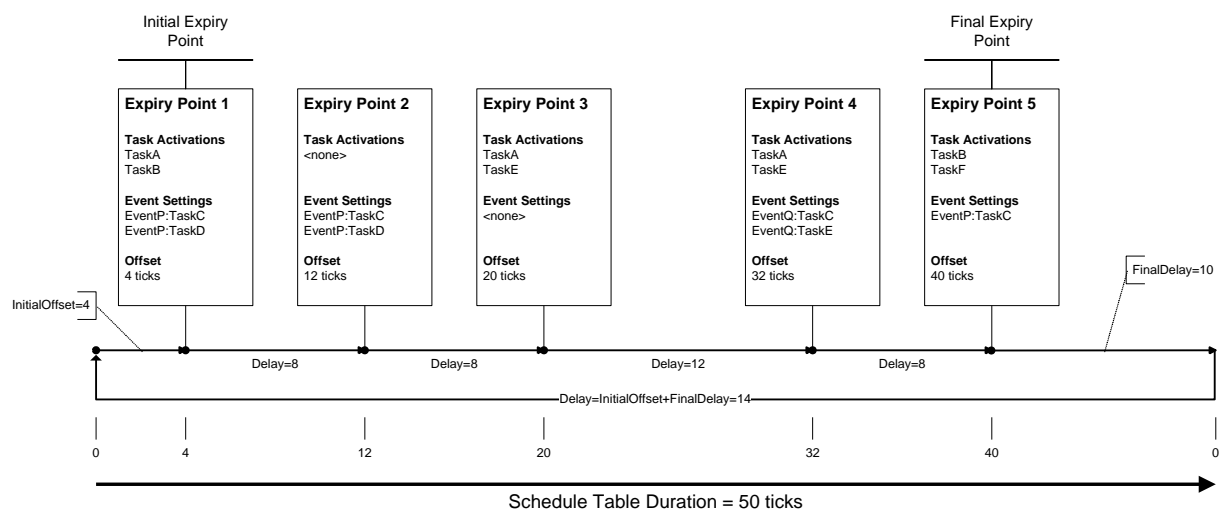 Initial Expiry
Point
Final Expiry
Point
Expiry Point 1
Task Activations
TaskA
TaskB
Event Settings
EventP:TaskC
EventP:TaskD
Offset
4 ticks
Expiry Point 2
Task Activations
<none>
Event Settings
EventP:TaskC
EventP:TaskD
Offset
12 ticks
Expiry Point 3
Task Activations
TaskA
TaskE
Event Settings
<none>
Offset
20 ticks
Expiry Point 4
Task Activations
TaskA
TaskE
Event Settings
EventQ:TaskC
EventQ:TaskE
Offset
32 ticks
Expiry Point 5
Task Activations
TaskB
TaskF
Event Settings
EventP:TaskC
Offset
40 ticks
InitialOffset=4
FinalDelay=10
Delay=8
Delay=8
Delay=12
Delay=8
Delay=InitialOffset+FinalDelay=14
0
4
12
20
32
40
0
Schedule Table Duration = 50 ticks